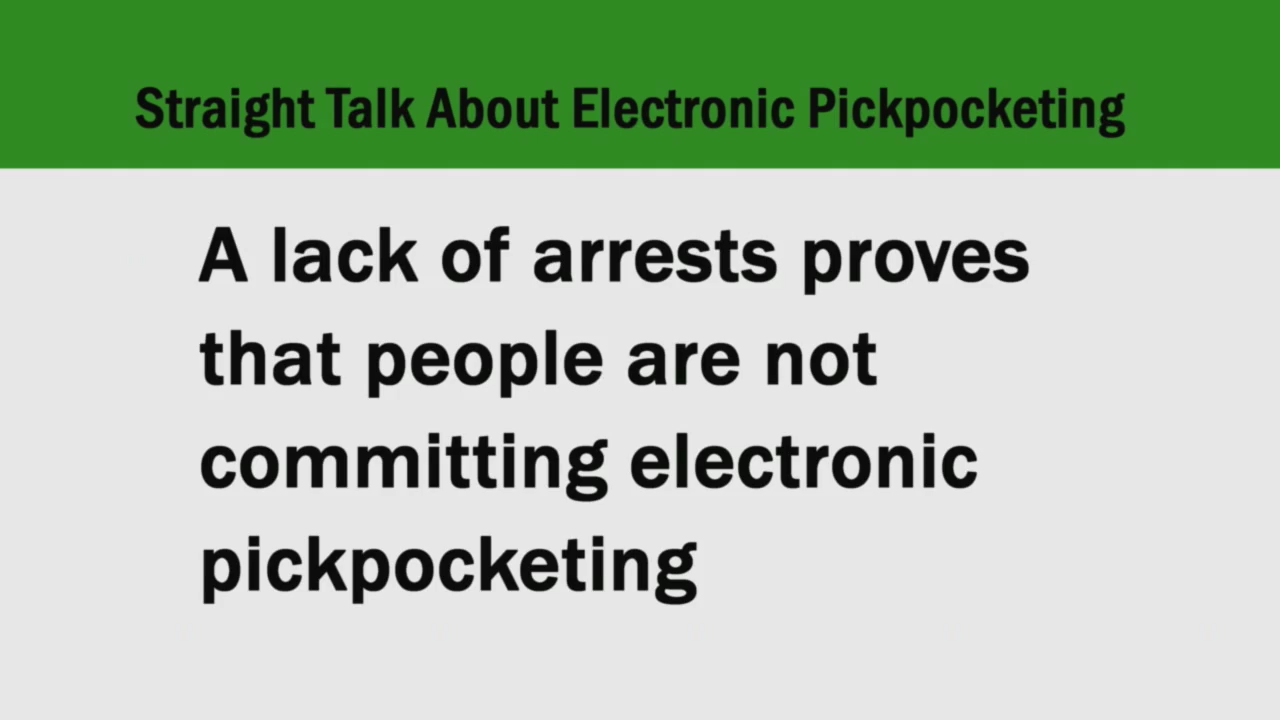 Straight Talk About Electronic Pickpocketing
A lack of arrests proves
that people are not
committing electronic
pickpocketing